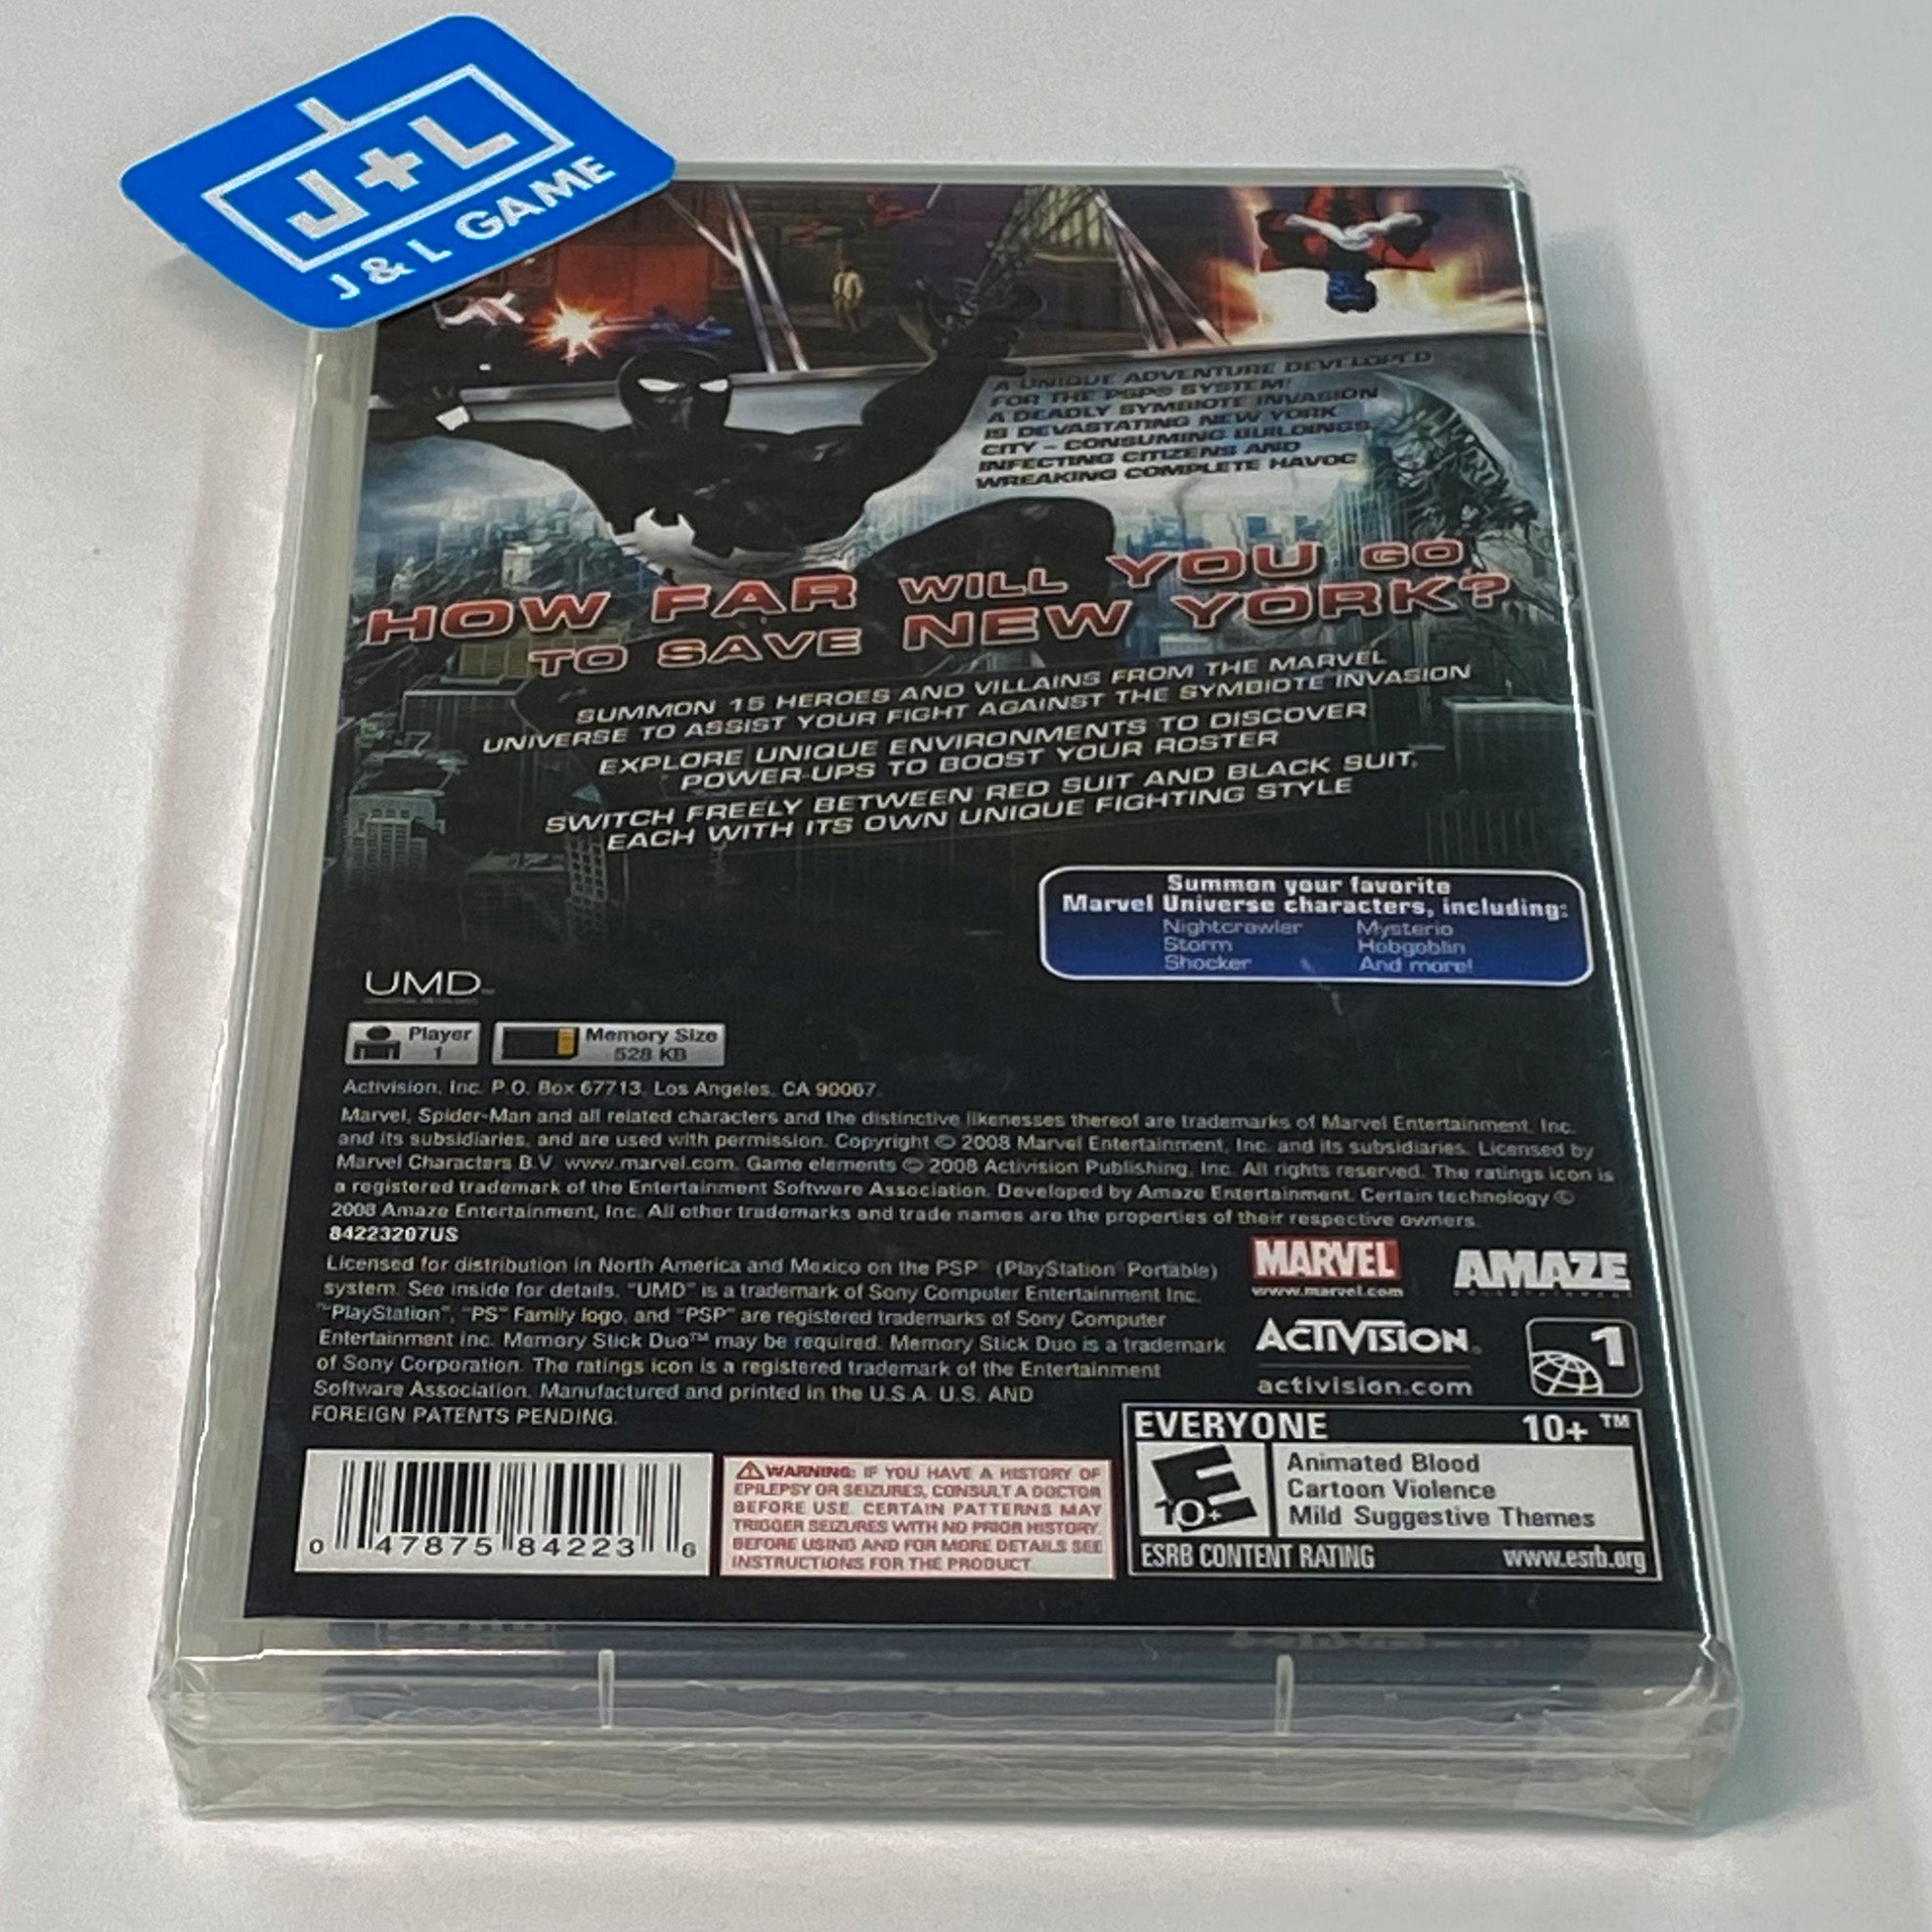 J+L
J & L GAME
A UNIQUE ADVENTURE DEVELOPED
FOR THE PSP® SYSTEM!
A DEADLY SYMBIOTE INVASION
IS DEVASTATING NEW YORK
CITY - CONSUMING BUILDINGS,
INFECTING CITIZENS AND
WREAKING COMPLETE HAVOC
HOW FAR WILL YOU GO
TO SAVE NEW YORK?
SUMMON 15 HEROES AND VILLAINS FROM THE MARVEL
UNIVERSE TO ASSIST YOUR FIGHT AGAINST THE SYMBIOTE INVASION
EXPLORE UNIQUE ENVIRONMENTS TO DISCOVER
POWER-UPS TO BOOST YOUR ROSTER
SWITCH FREELY BETWEEN RED SUIT AND BLACK SUIT,
EACH WITH ITS OWN UNIQUE FIGHTING STYLE
Summon your favorite
Marvel Universe characters, including:
Nightcrawler Mysterio
Storm Hobgoblin
Shocker And more!
UMD
Player
1
Memory Size
528 KB
Activision, Inc. P.O. Box 67713, Los Angeles, CA 90067
Marvel, Spider-Man and all related characters and the distinctive likenesses thereof are trademarks of Marvel Entertainment, Inc.
and its subsidiaries, and are used with permission. Copyright © 2008 Marvel Entertainment, Inc. and its subsidiaries. Licensed by
Marvel Characters B.V. www.marvel.com. Game elements © 2008 Activision Publishing, Inc. All rights reserved. The ratings icon is
a registered trademark of the Entertainment Software Association. Developed by Amaze Entertainment. Certain technology ©
2008 Amaze Entertainment, Inc. All other trademarks and trade names are the properties of their respective owners.
84223207US
Licensed for distribution in North America and Mexico on the PSP (PlayStation Portable)
system. See inside for details. "UMD" is a trademark of Sony Computer Entertainment Inc.
"PlayStation", "PS" Family logo, and "PSP" are registered trademarks of Sony Computer
Entertainment Inc. Memory Stick Duo™ may be required. Memory Stick Duo is a trademark
of Sony Corporation. The ratings icon is a registered trademark of the Entertainment
Software Association. Manufactured and printed in the U.S.A. U.S. AND
FOREIGN PATENTS PENDING.
MARVEL
www.marvel.com
AMAZE
ACTIVISION
activision.com
1
EVERYONE 10+ ™
E
10+
Animated Blood
Cartoon Violence
Mild Suggestive Themes
ESRB CONTENT RATING www.esrb.org
WARNING: IF YOU HAVE A HISTORY OF
EPILEPSY OR SEIZURES, CONSULT A DOCTOR
BEFORE USE. CERTAIN PATTERNS MAY
TRIGGER SEIZURES WITH NO PRIOR HISTORY.
BEFORE USING AND FOR MORE DETAILS SEE
INSTRUCTIONS FOR THE PRODUCT.
0 47875 84223 6